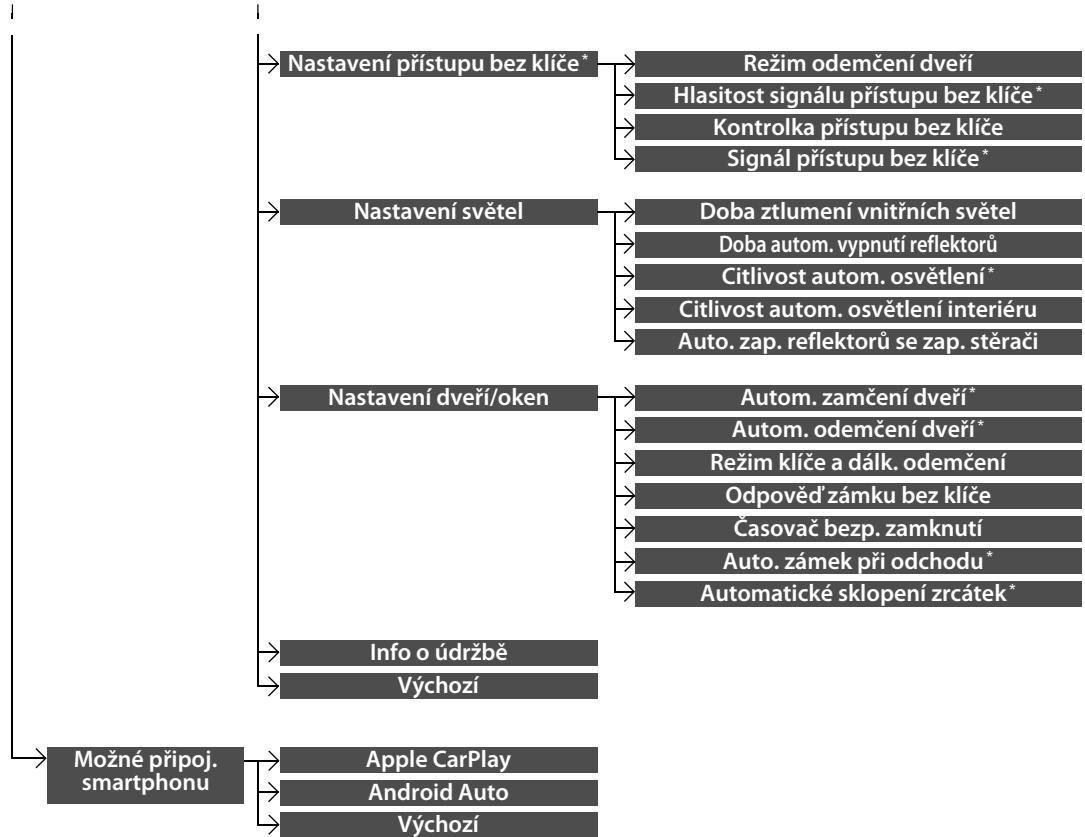 Nastavení přístupu bez klíče*
Režim odemčení dveří
Hlasitost signálu přístupu bez klíče*
Kontrolka přístupu bez klíče
Signál přístupu bez klíče*
Nastavení světel
Doba ztlumení vnitřních světel
Doba autom. vypnutí reflektorů
Citlivost autom. osvětlení*
Citlivost autom. osvětlení interiéru
Auto. zap. reflektorů se zap. stěrači
Nastavení dveří/oken
Autom. zamčení dveří*
Autom. odemčení dveří*
Režim klíče a dálk. odemčení
Odpověď zámku bez klíče
Časovač bezp. zamknutí
Auto. zámek při odchodu*
Automatické sklopení zrcátek*
Info o údržbě
Výchozí
Možné připoj.
smartphonu
Apple CarPlay
Android Auto
Výchozí